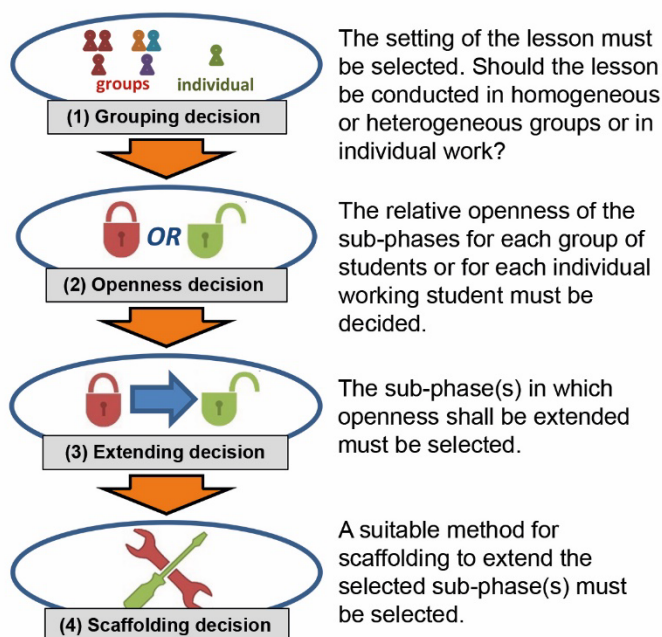 groups
individual
(1) Grouping decision
The setting of the lesson must
be selected. Should the lesson
be conducted in homogeneous
or heterogeneous groups or in
individual work?
OR
(2) Openness decision
The relative openness of the
sub-phases for each group of
students or for each individual
working student must be
decided.
(3) Extending decision
The sub-phase(s) in which
openness shall be extended
must be selected.
(4) Scaffolding decision
A suitable method for
scaffolding to extend the
selected sub-phase(s) must
be selected.